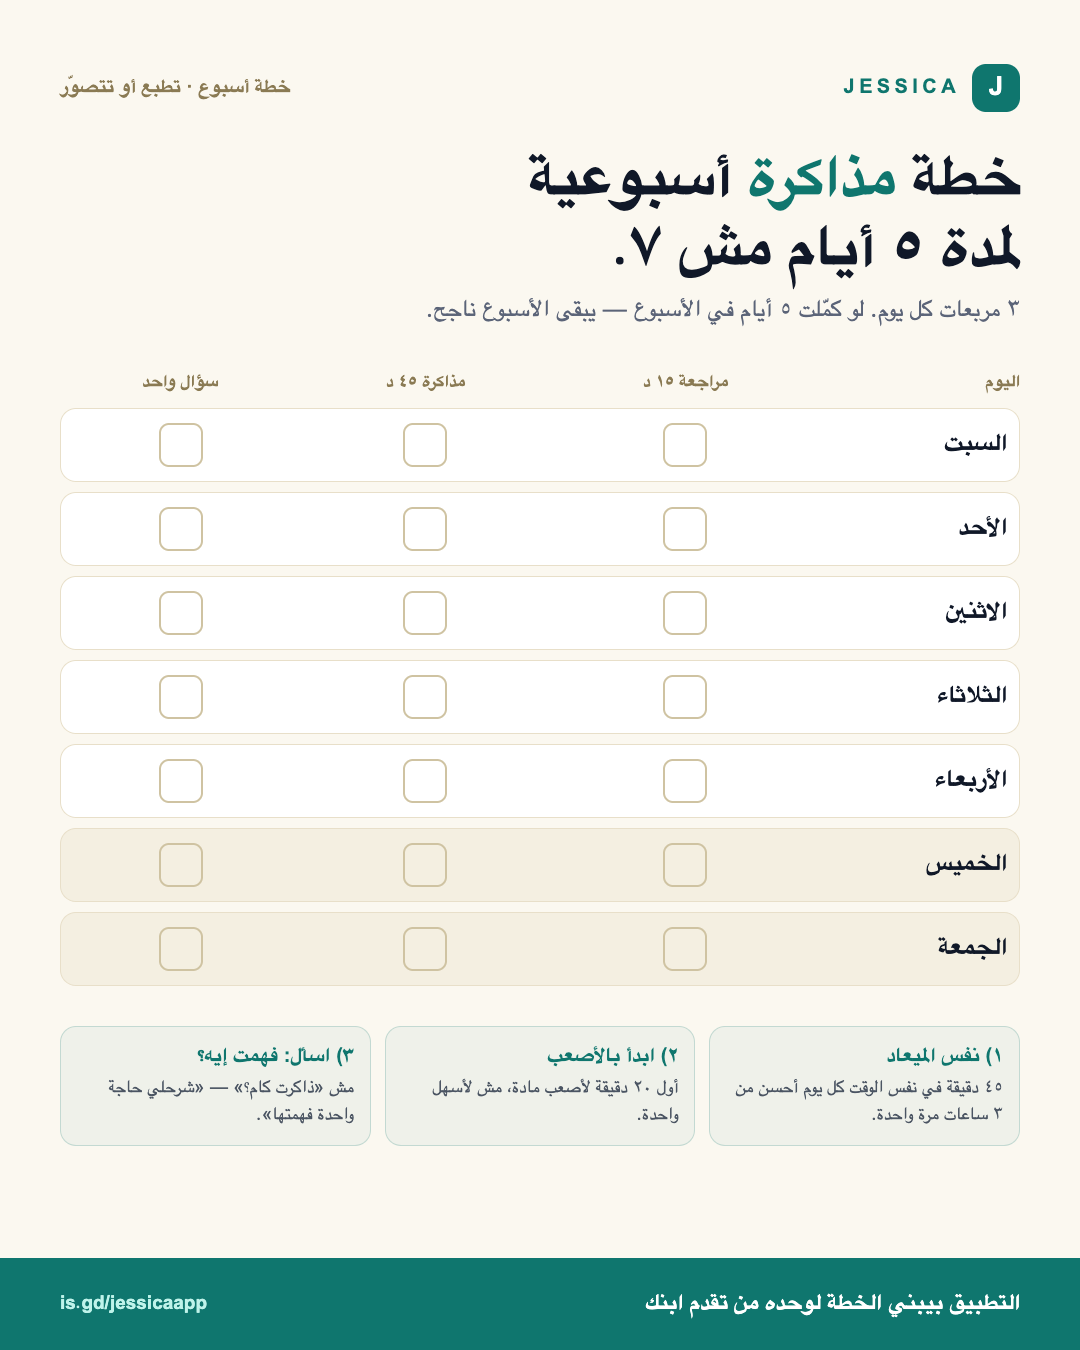 J
JESSICA
خطة أسبوع · تطبع أو تتصوّر
خطة مذاكرة أسبوعية
لمدة ٥ أيام مش ٧.
٣ مربعات كل يوم. لو كمّلت ٥ أيام في الأسبوع — يبقى الأسبوع ناجح.
اليوم مراجعة ١٥ د مذاكرة ٤٥ د سؤال واحد
السبت
الأحد
الاثنين
الثلاثاء
الأربعاء
الخميس
الجمعة
١) نفس الميعاد
٤٥ دقيقة في نفس الوقت كل يوم أحسن من
٣ ساعات مرة واحدة.
٢) ابدأ بالأصعب
أول ٢٠ دقيقة لأصعب مادة، مش لأسهل
واحدة.
٣) اسأل: فهمت إيه؟
مش «ذاكرت كام؟» — «شرحلي حاجة
واحدة فهمتها».
التطبيق بيبني الخطة لوحده من تقدم ابنك
is.gd/jessicaapp